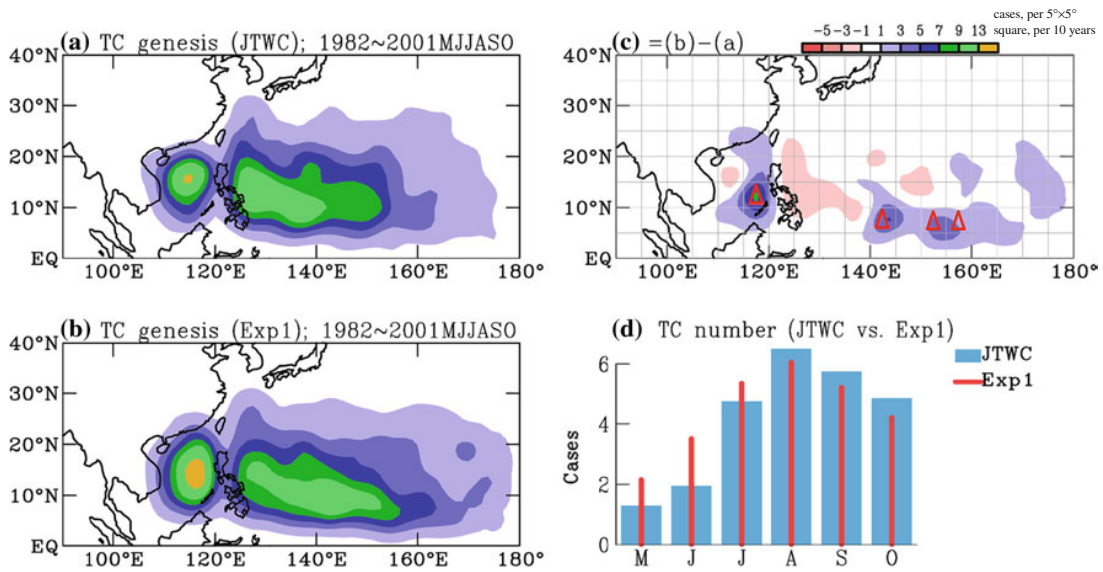 (a) TC genesis (JTWC); 1982~2001MJJASO
40°N
30°N
20°N
10°N
EQ
100°E 120°E 140°E 160°E 180°
(c) =(b)-(a)
cases, per 5°×5°
square, per 10 years
-5 -3 -1 1 3 5 7 9 13
40°N
30°N
20°N
10°N
EQ
100°E 120°E 140°E 160°E 180°
(b) TC genesis (Exp1); 1982~2001MJJASO
40°N
30°N
20°N
10°N
EQ
100°E 120°E 140°E 160°E 180°
(d) TC number (JTWC vs. Exp1)
JTWC
Exp1
Cases
6
4
2
0
M J J A S O